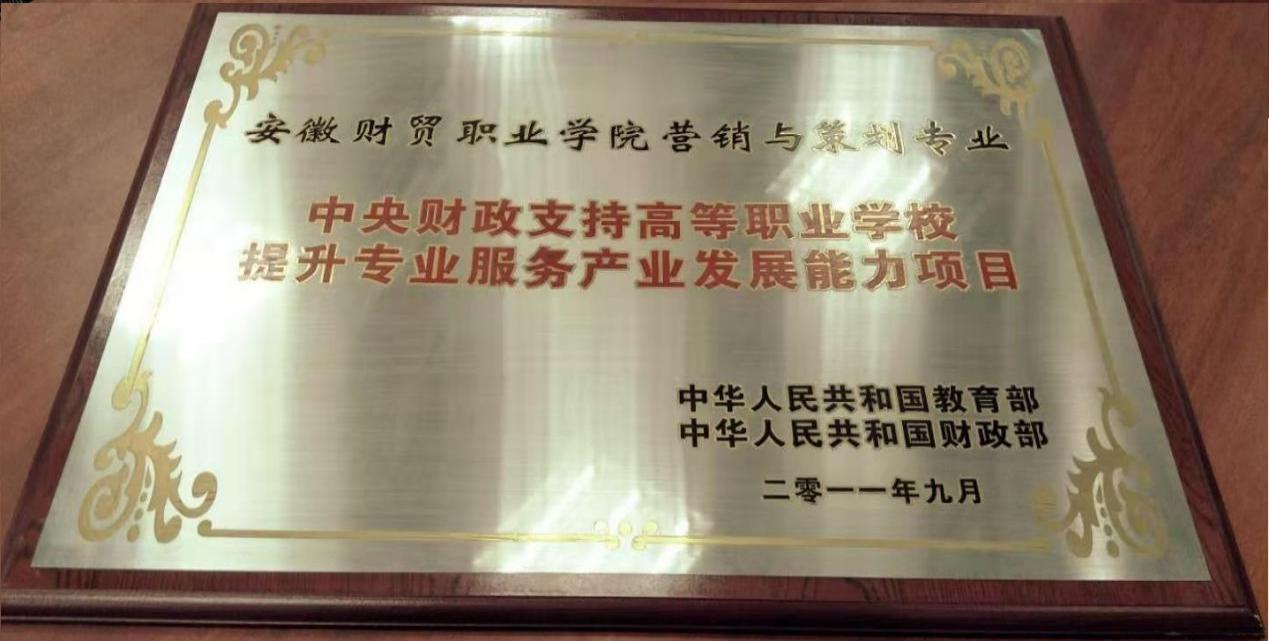 安徽财贸职业学院营销与策划专业
中央财政支持高等职业学校
提升专业服务产业发展能力项目
中华人民共和国教育部
中华人民共和国财政部
二零一一年九月